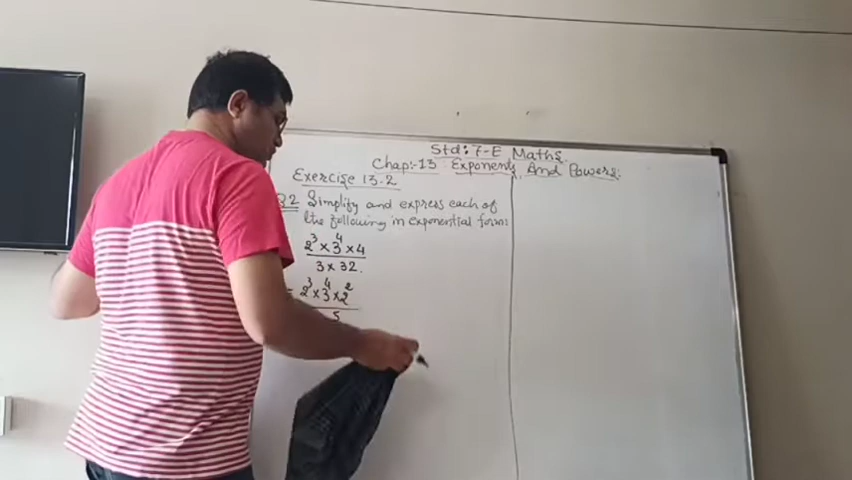 Std: 7-E Maths
Chap:- 13 Exponents And Powers.
Exercise 13.2
Q2 Simplify and express each of
the following in exponential form:
2³ × 3⁴ × 4
3 × 32.
= 2³ × 3⁴ × 2²
5